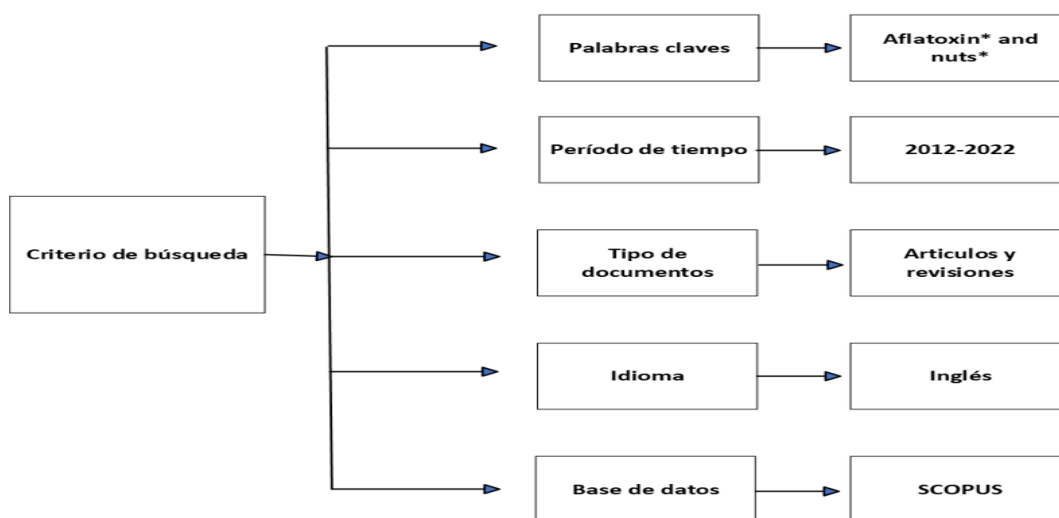 Palabras claves
Aflatoxin* and
nuts*
Período de tiempo
2012-2022
Criterio de búsqueda
Tipo de
documentos
Articulos y
revisiones
Idioma
Inglés
Base de datos
SCOPUS